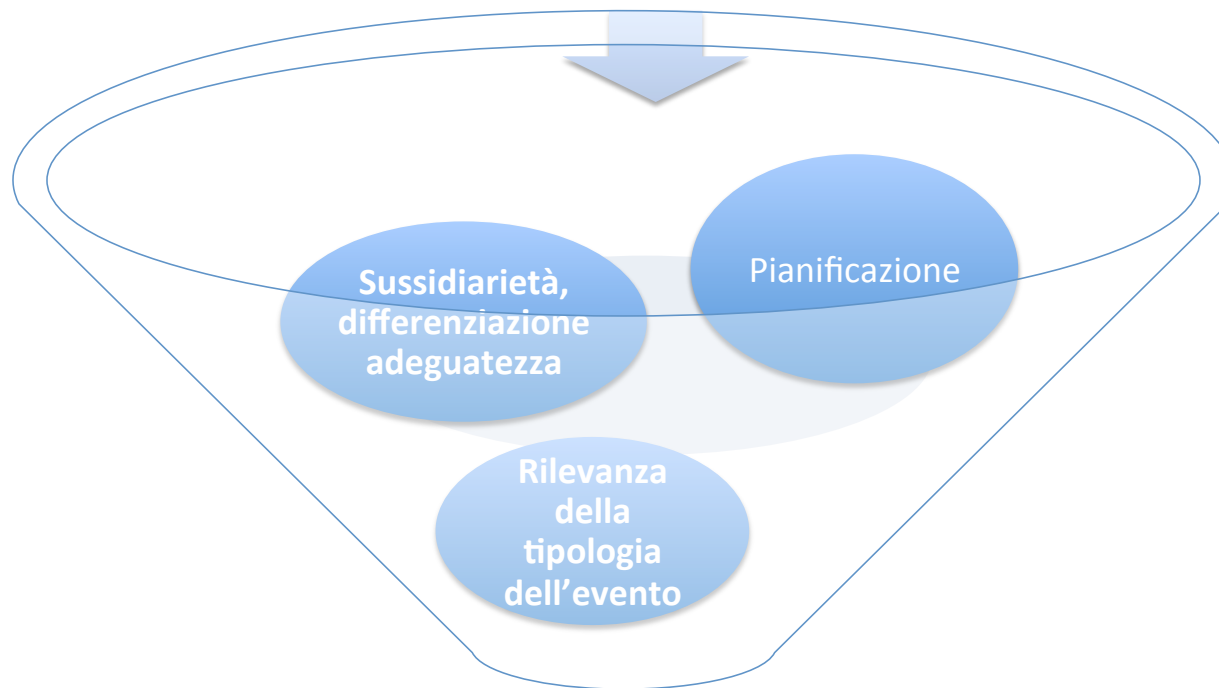 Sussidiarietà,
differenziazione
adeguatezza
Pianificazione
Rilevanza
della
tipologia
dell’evento